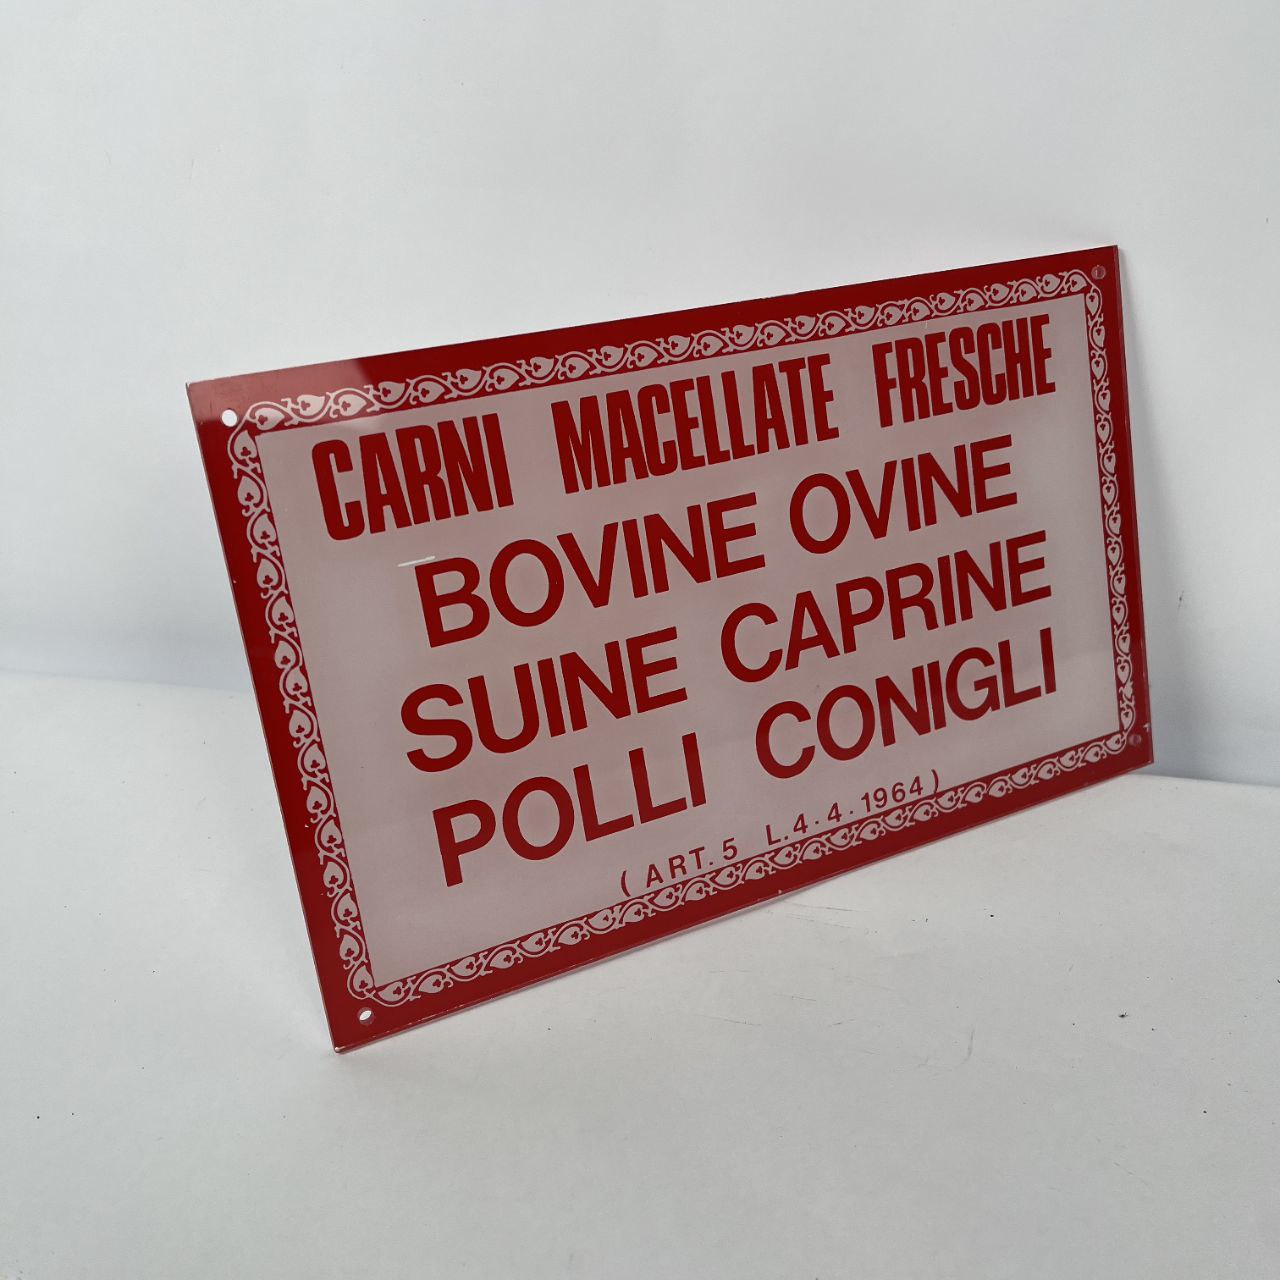 CARNI MACELLATE FRESCHE
BOVINE OVINE
SUINE CAPRINE
POLLI CONIGLI
(ART.5 L.4.4.1964)